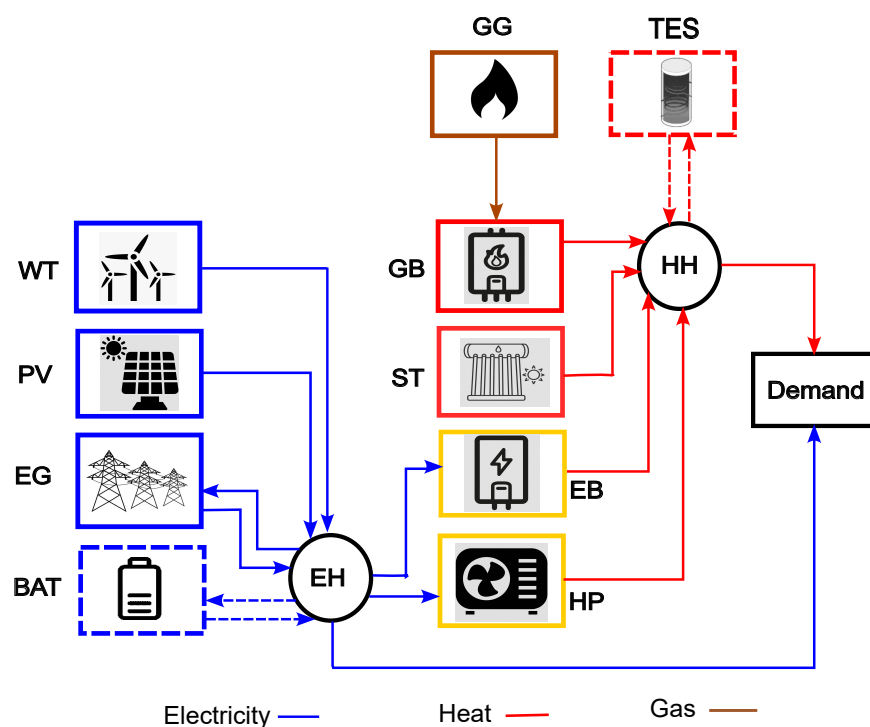 GG
TES
WT
GB
HH
PV
ST
Demand
EG
EB
BAT
EH
HP
Electricity
Heat
Gas